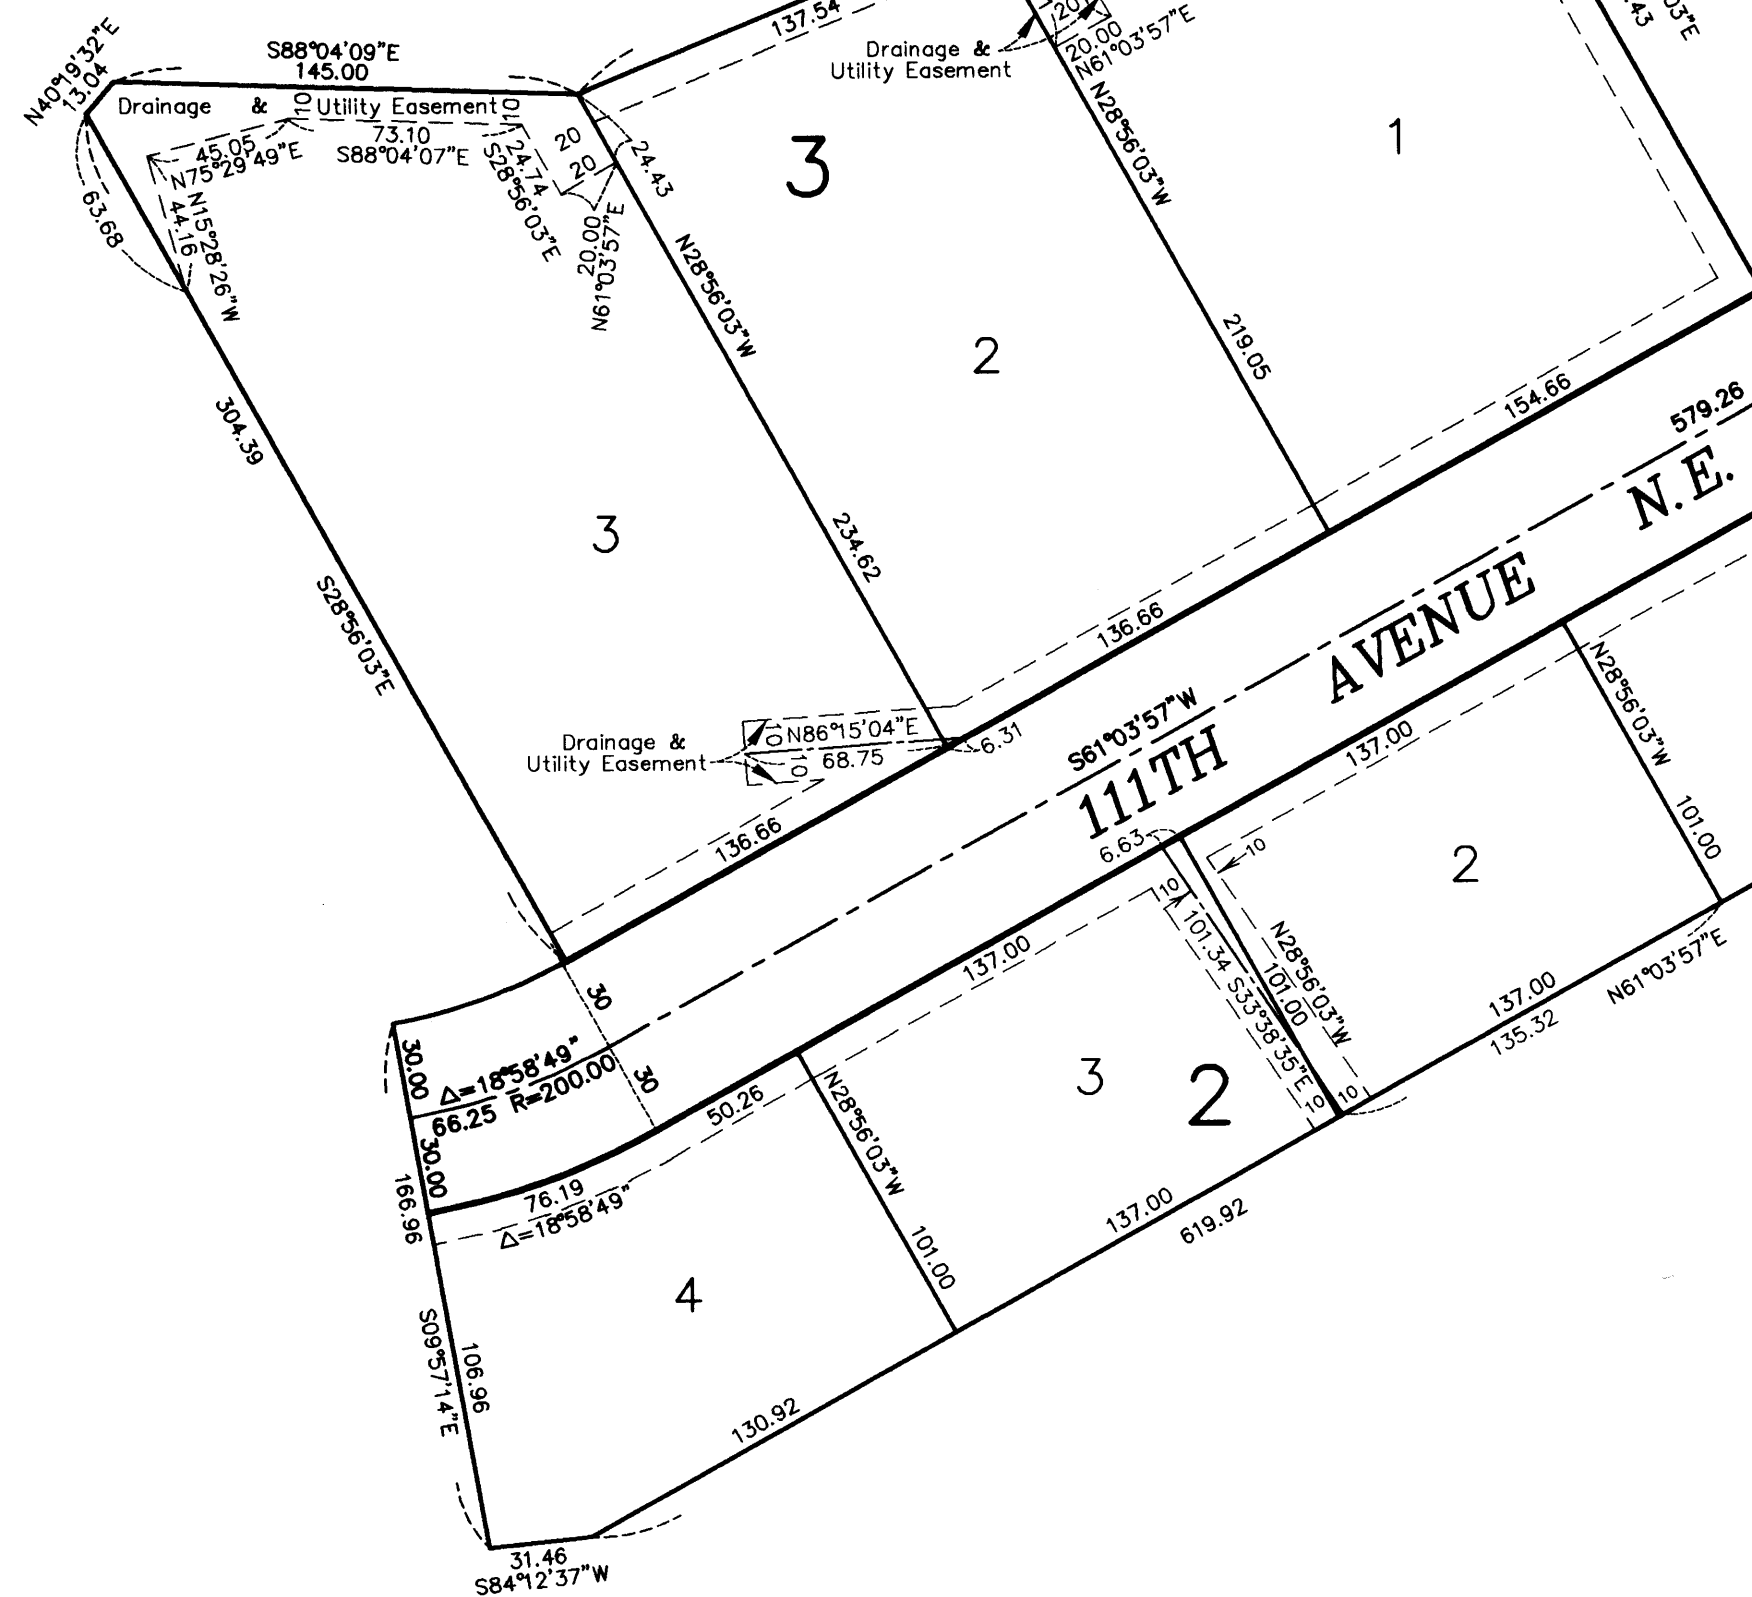 N40°19'32"E
13.04
S88°04'09"E
145.00
137.54
Drainage &
Utility Easement
20
20.00
N61°03'57"E
43
03"E
Drainage & Utility Easement
10
10
45.05
N75°29'49"E
73.10
S88°04'07"E
20
20
24.43
24.74
S28°56'03"E
20.00
N61°03'57"E
63.68
44.16
N15°28'26"W
3
N28°56'03"W
1
N28°56'03"W
2
219.05
304.39
154.66
579.26
N.E.
3
234.62
S28°56'03"E
136.66
AVENUE
S61°03'57"W
111TH
Drainage &
Utility Easement
10
N86°15'04"E
10
68.75
6.31
136.66
137.00
N28°56'03"W
101.00
6.63
10
2
10
101.34
S33°38'35"E
N28°56'03"W
101.00
137.00
N61°03'57"E
137.00
135.32
30
30
30.00
Δ=18°58'49"
66.25
R=200.00
30.00
50.26
N28°56'03"W
3
2
10
10
166.96
76.19
Δ=18°58'49"
137.00
619.92
101.00
4
S09°57'14"E
106.96
130.92
31.46
S84°12'37"W